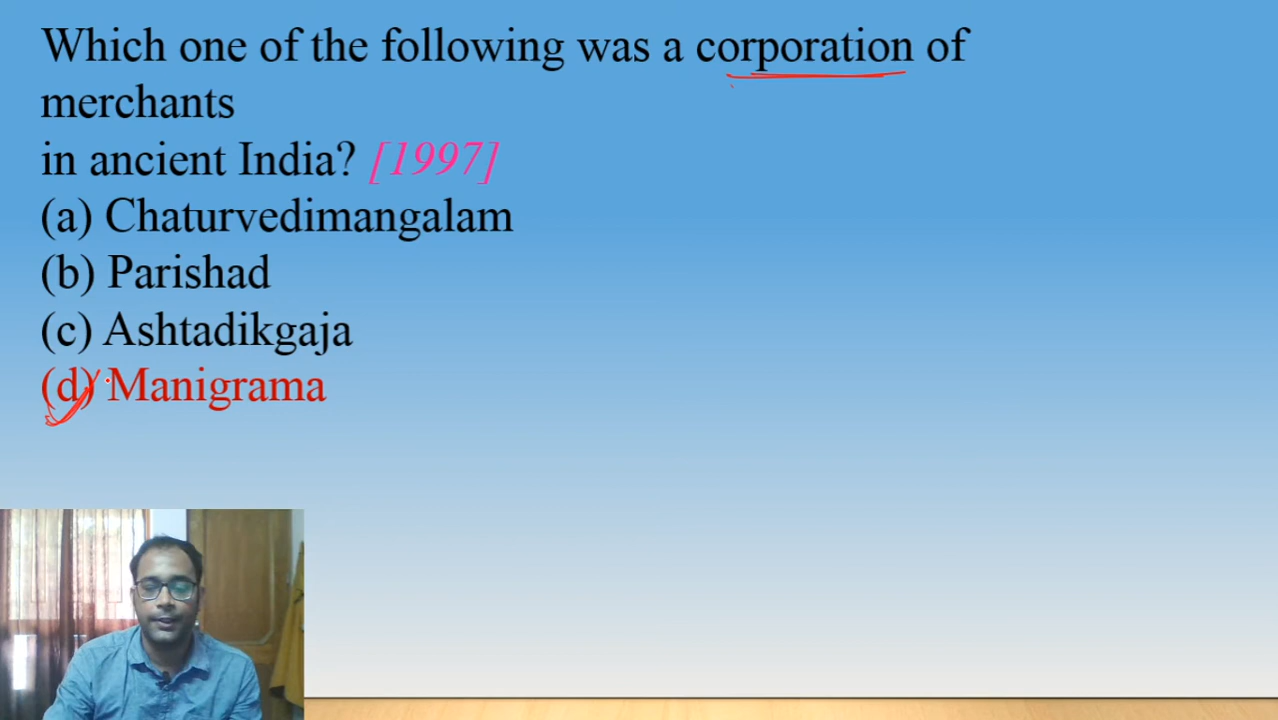 Which one of the following was a corporation of
merchants
in ancient India? [1997]
(a) Chaturvedimangalam
(b) Parishad
(c) Ashtadikgaja
(d) Manigrama